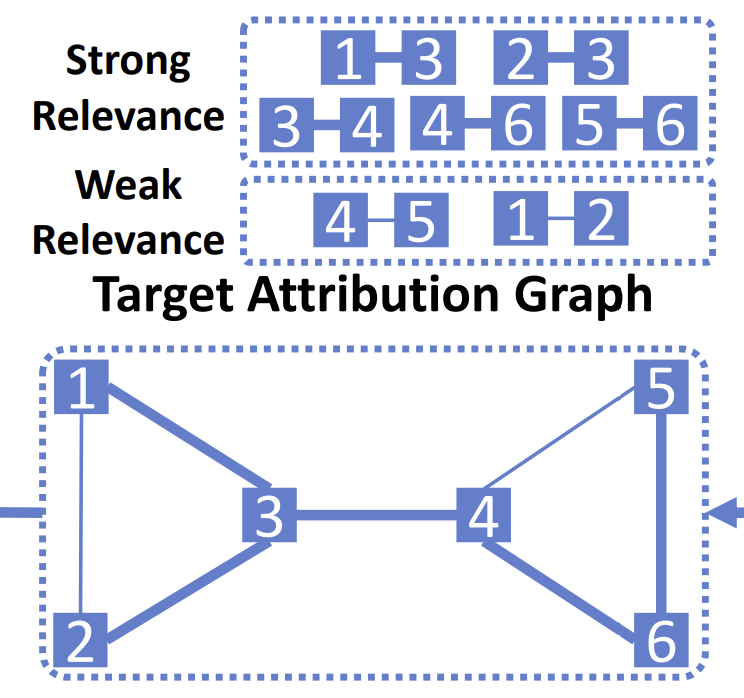 Strong
Relevance
1 3 2 3
3 4 4 6 5 6
Weak
Relevance
4 5 1 2
Target Attribution Graph
1 5
3 4
2 6